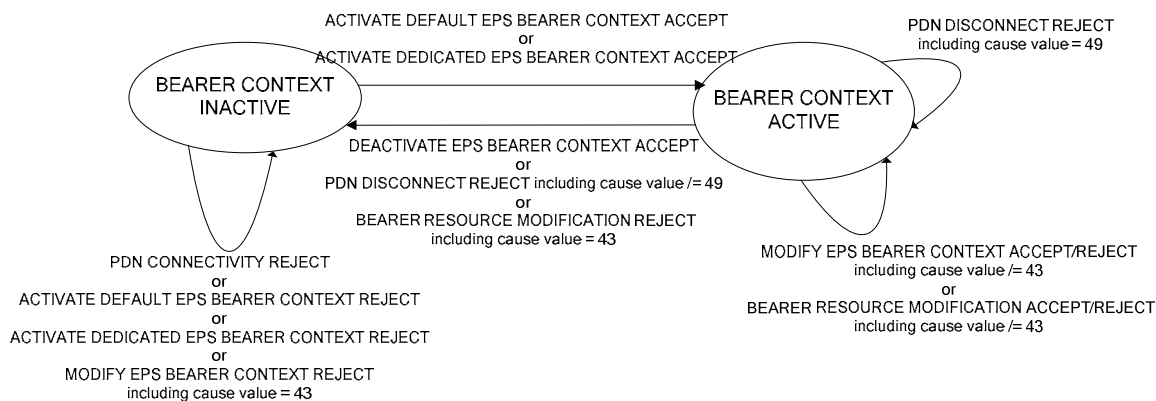 ACTIVATE DEFAULT EPS BEARER CONTEXT ACCEPT
or
ACTIVATE DEDICATED EPS BEARER CONTEXT ACCEPT
PDN DISCONNECT REJECT
including cause value = 49
BEARER CONTEXT
INACTIVE
BEARER CONTEXT
ACTIVE
DEACTIVATE EPS BEARER CONTEXT ACCEPT
or
PDN DISCONNECT REJECT including cause value /= 49
or
BEARER RESOURCE MODIFICATION REJECT
including cause value = 43
PDN CONNECTIVITY REJECT
or
ACTIVATE DEFAULT EPS BEARER CONTEXT REJECT
or
ACTIVATE DEDICATED EPS BEARER CONTEXT REJECT
or
MODIFY EPS BEARER CONTEXT REJECT
including cause value = 43
MODIFY EPS BEARER CONTEXT ACCEPT/REJECT
including cause value /= 43
or
BEARER RESOURCE MODIFICATION ACCEPT/REJECT
including cause value /= 43